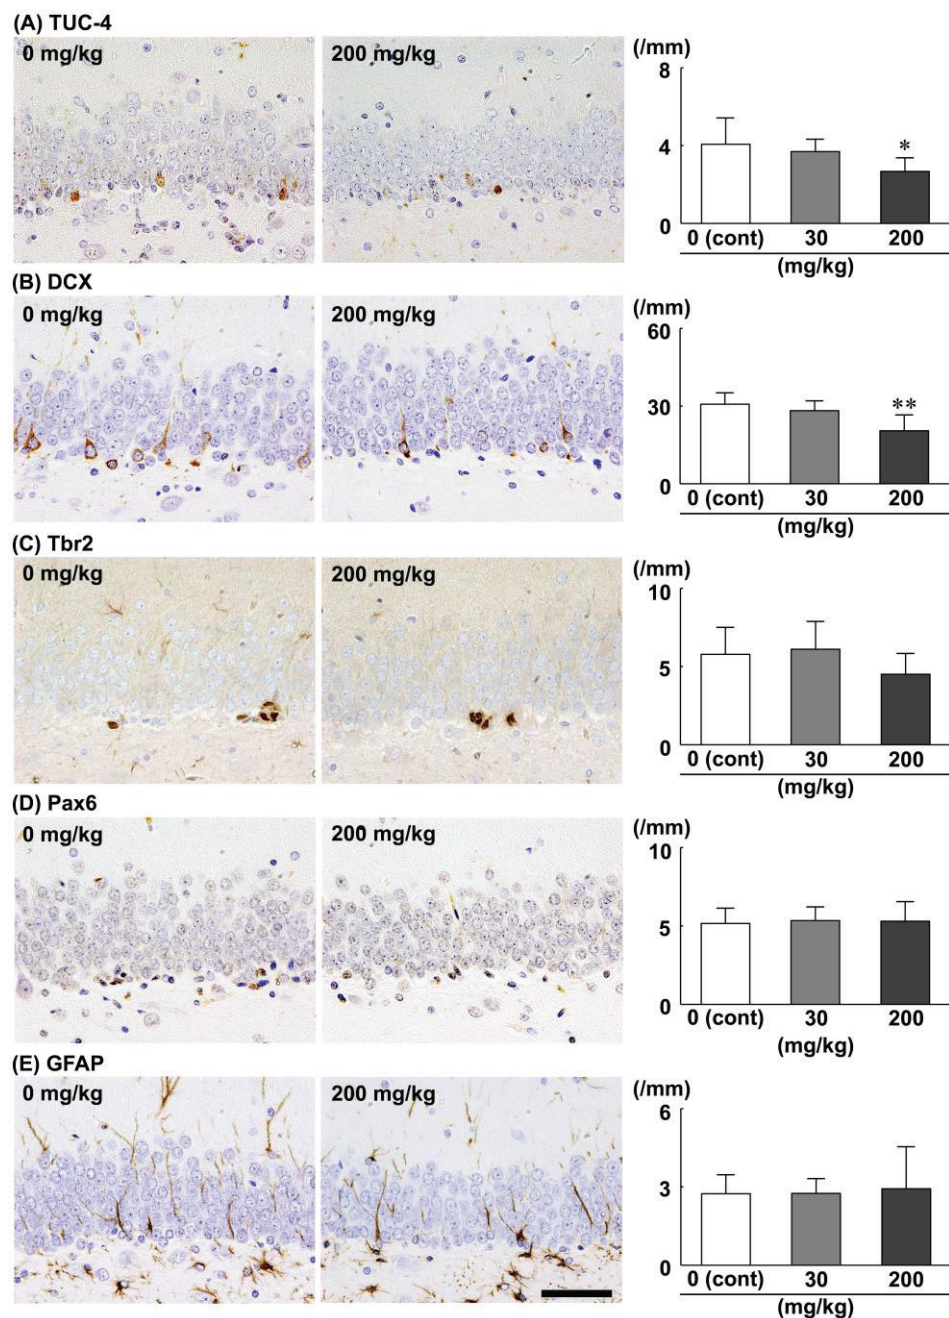 (A) TUC-4
0 mg/kg
200 mg/kg
(/mm)
8
4
0
*
0 (cont) 30 200
(mg/kg)
(B) DCX
0 mg/kg
200 mg/kg
(/mm)
60
30
0
**
0 (cont) 30 200
(mg/kg)
(C) Tbr2
0 mg/kg
200 mg/kg
(/mm)
10
5
0
0 (cont) 30 200
(mg/kg)
(D) Pax6
0 mg/kg
200 mg/kg
(/mm)
10
5
0
0 (cont) 30 200
(mg/kg)
(E) GFAP
0 mg/kg
200 mg/kg
(/mm)
6
3
0
0 (cont) 30 200
(mg/kg)